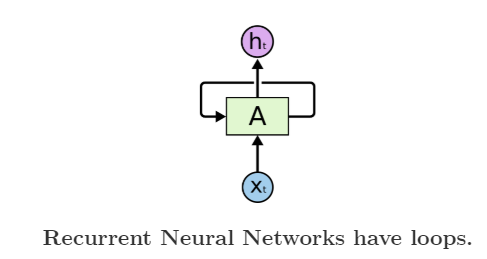 hₜ
A
xₜ
Recurrent Neural Networks have loops.